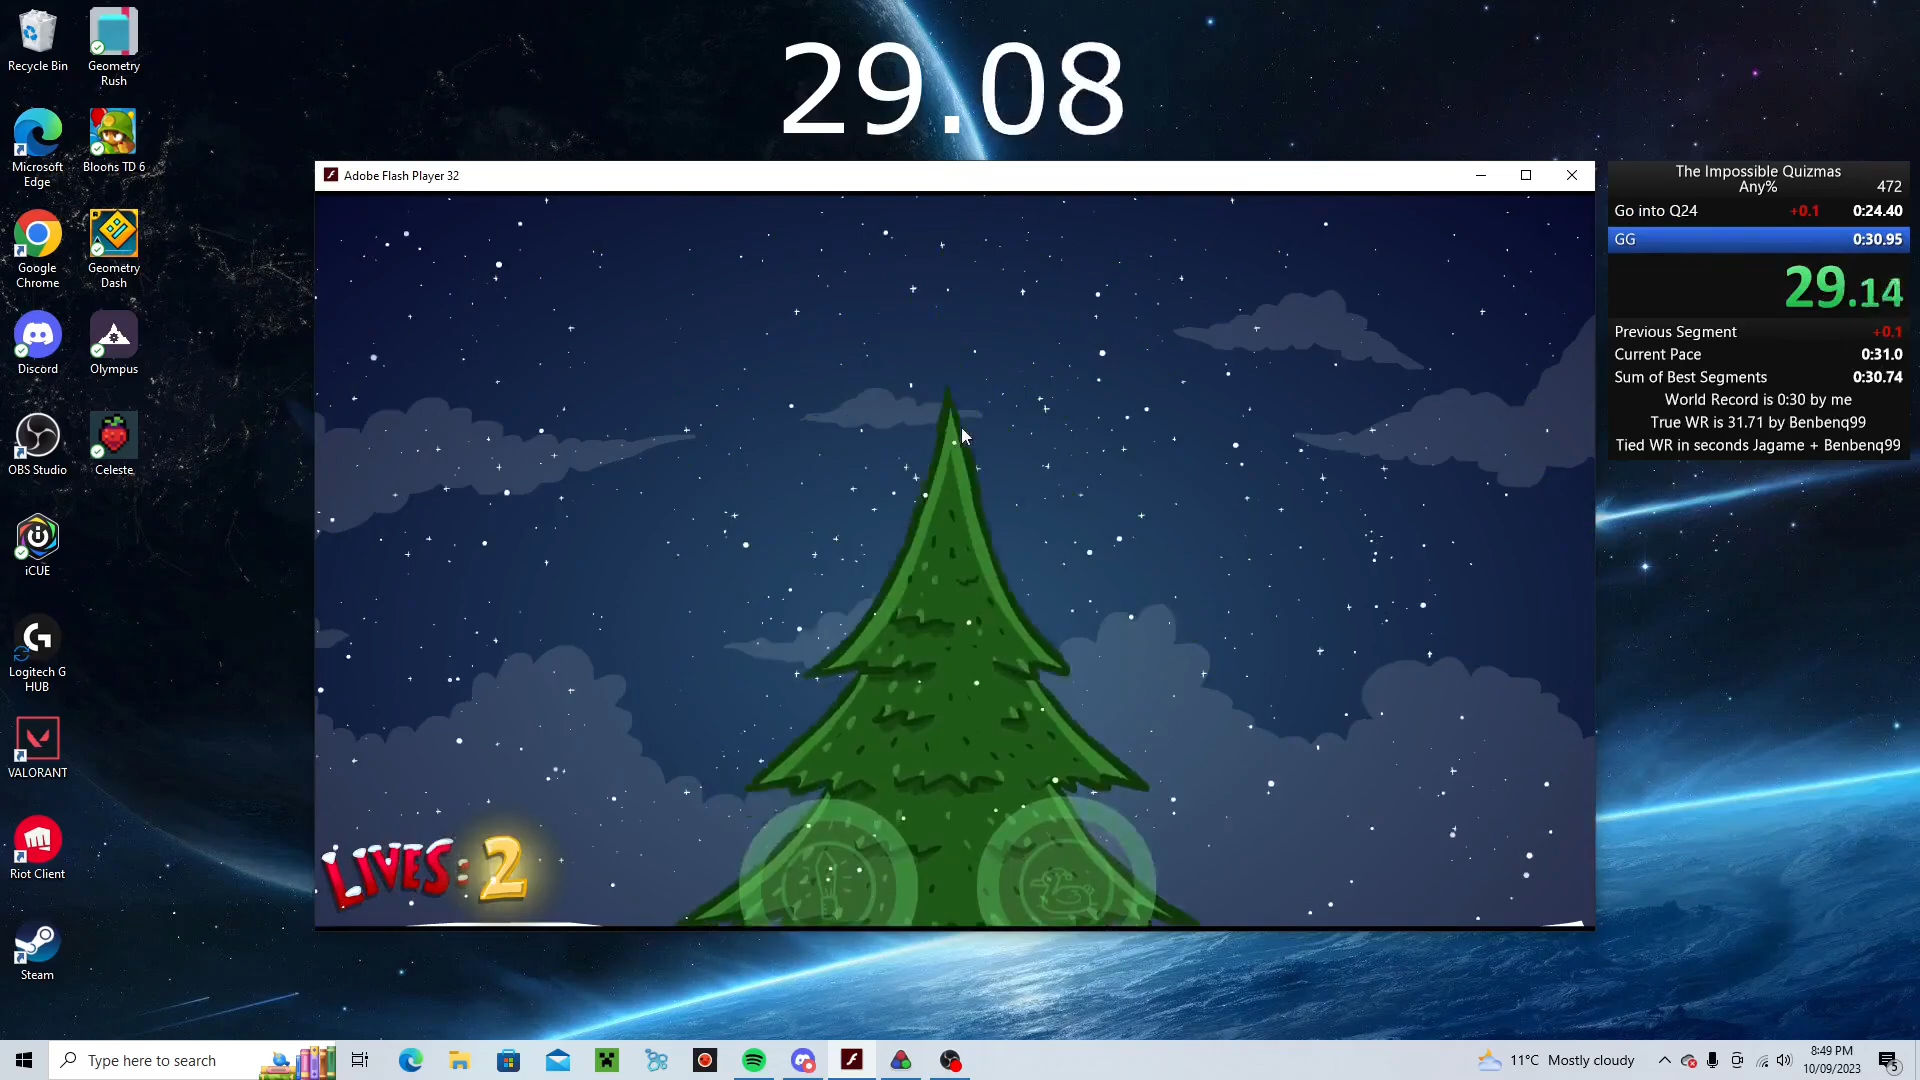 29.08
Recycle Bin
Geometry Rush
Microsoft Edge
Bloons TD 6
Google Chrome
Geometry Dash
Discord
Olympus
OBS Studio
Celeste
iCUE
Logitech G HUB
VALORANT
Riot Client
Steam
Adobe Flash Player 32
LIVES: 2
The Impossible Quizmas
Any% 472
Go into Q24 +0.1 0:24.40
GG 0:30.95
29.14
Previous Segment +0.1
Current Pace 0:31.0
Sum of Best Segments 0:30.74
World Record is 0:30 by me
True WR is 31.71 by Benbenq99
Tied WR in seconds Jagame + Benbenq99
Type here to search
11°C Mostly cloudy
8:49 PM
10/09/2023
5